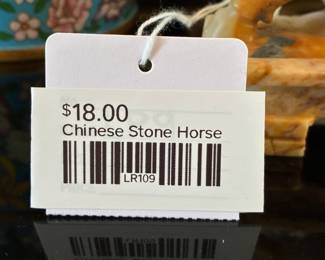 $18.00
Chinese Stone Horse
LR109